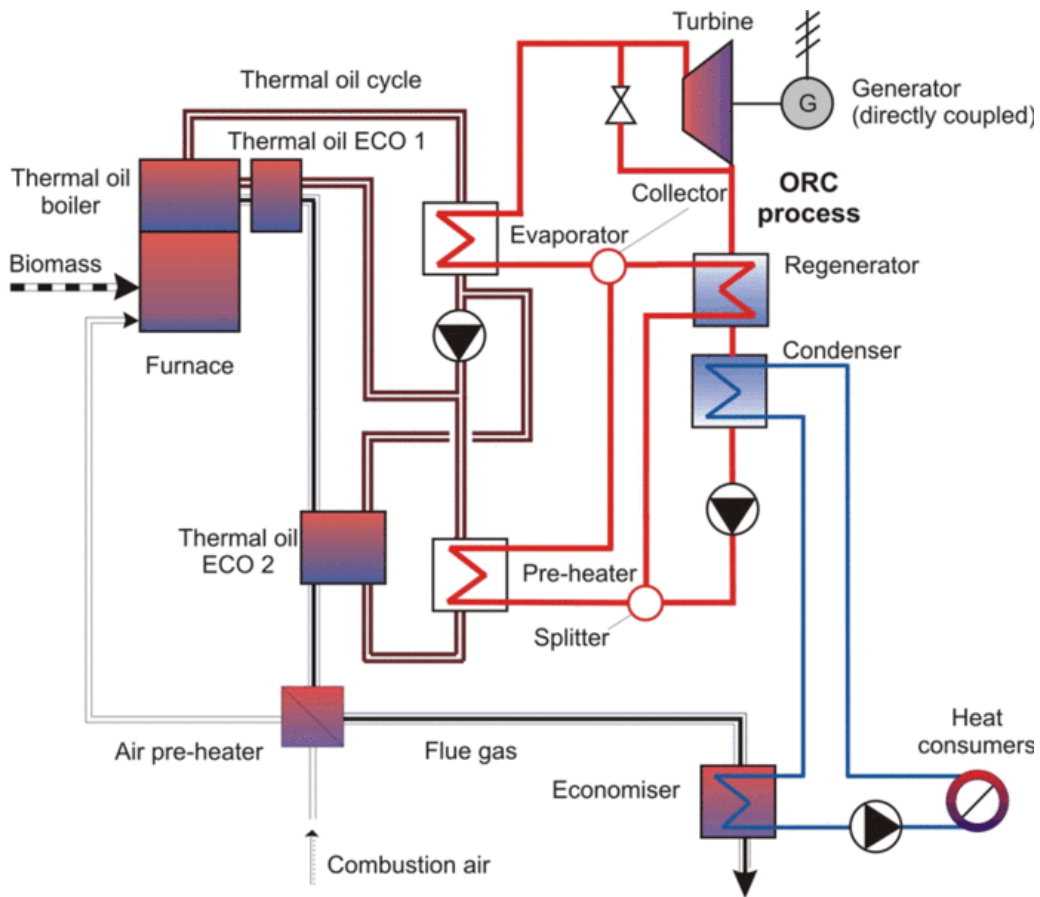 Turbine
Thermal oil cycle
Generator
(directly coupled)
G
Thermal oil ECO 1
Thermal oil
boiler
Collector
ORC
process
Evaporator
Biomass
Regenerator
Furnace
Condenser
Thermal oil
ECO 2
Pre-heater
Splitter
Air pre-heater
Flue gas
Heat
consumers
Economiser
Combustion air